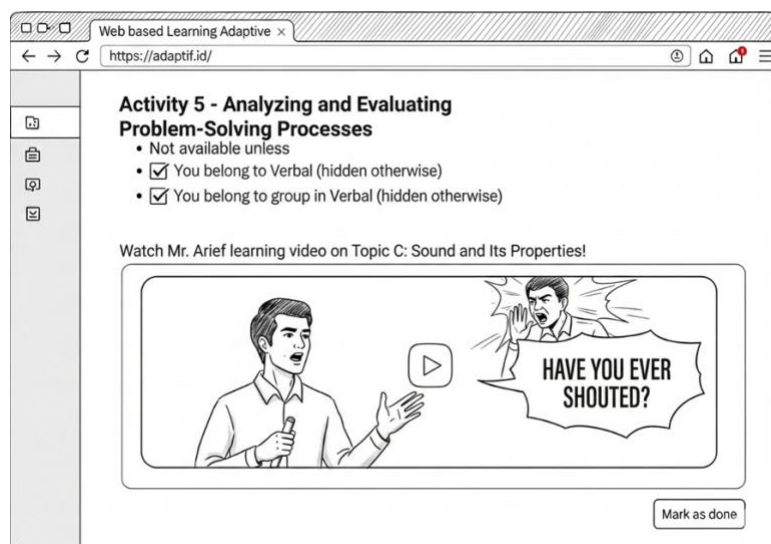 Web based Learning Adaptive ×
https://adaptif.id/
Activity 5 - Analyzing and Evaluating
Problem-Solving Processes
• Not available unless
• You belong to Verbal (hidden otherwise)
• You belong to group in Verbal (hidden otherwise)
Watch Mr. Arief learning video on Topic C: Sound and Its Properties!
HAVE YOU EVER
SHOUTED?
Mark as done